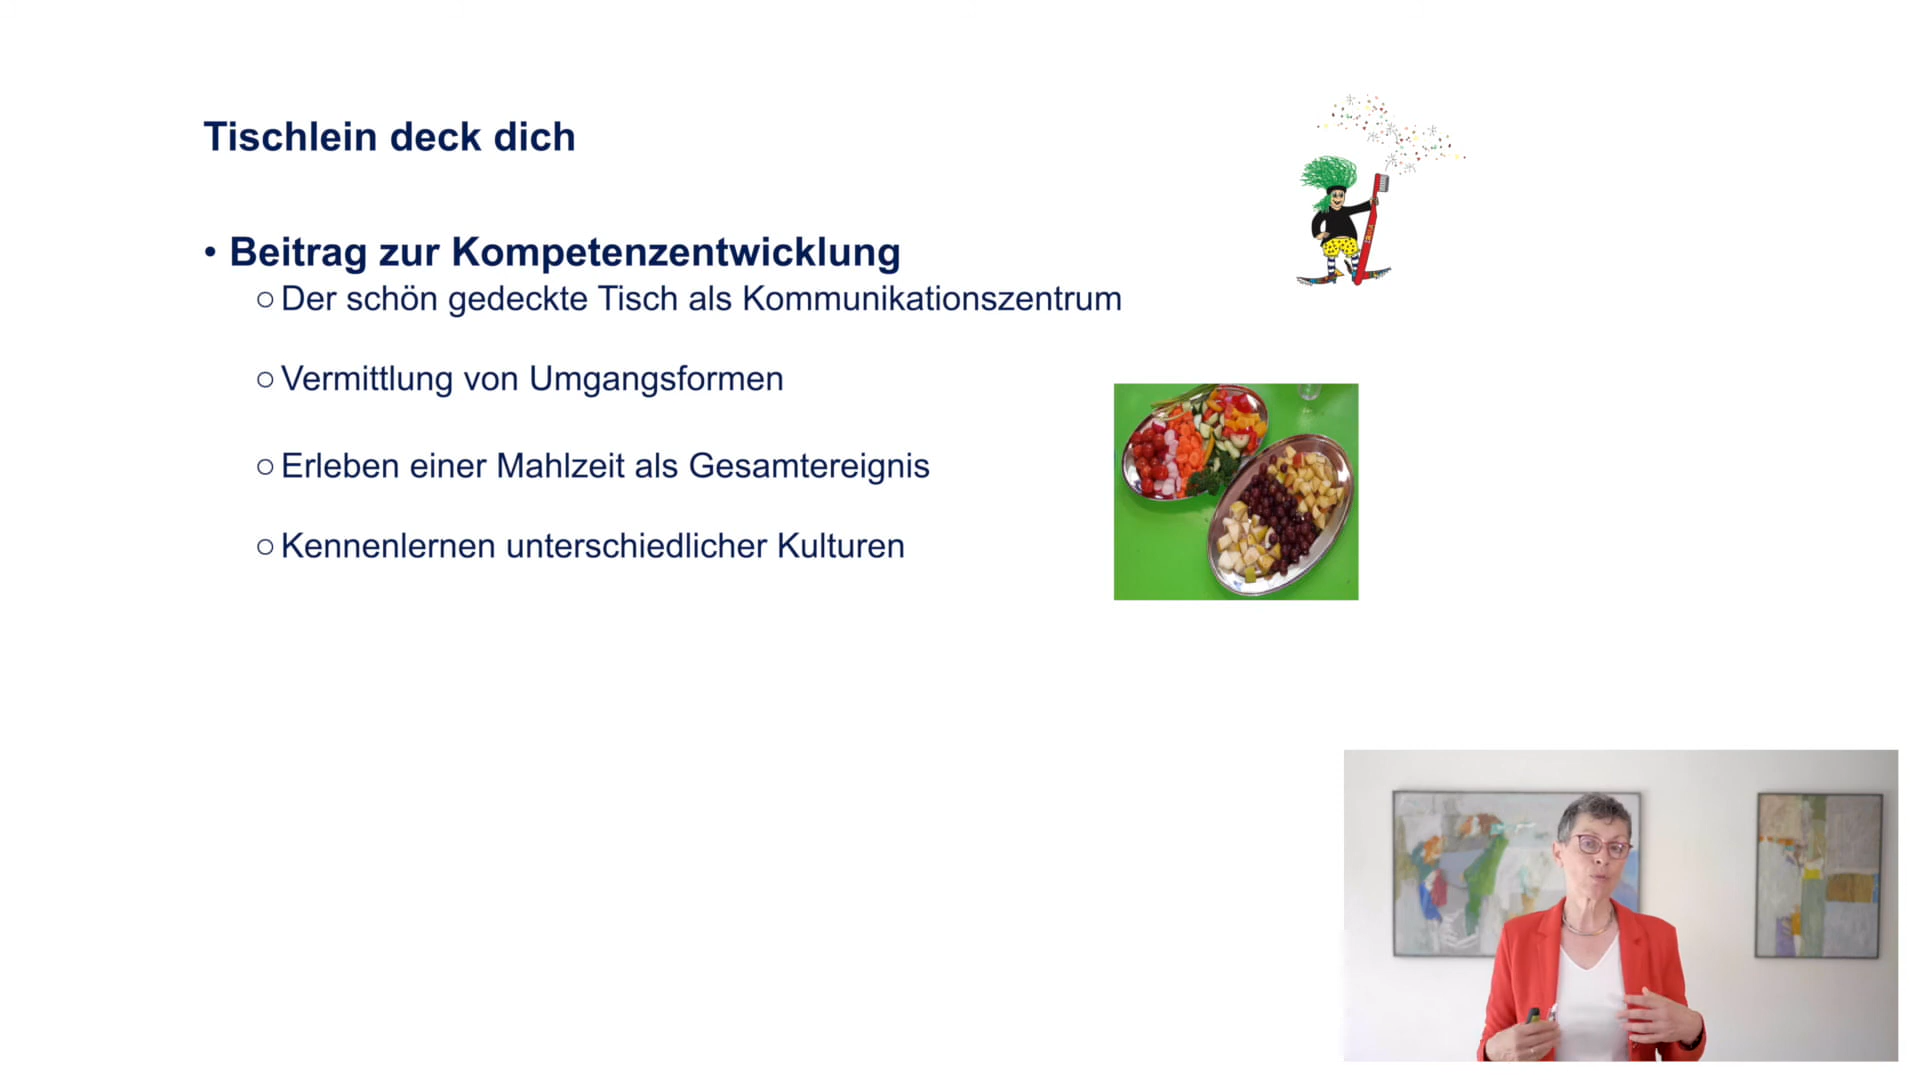 Tischlein deck dich
• Beitrag zur Kompetenzentwicklung
○ Der schön gedeckte Tisch als Kommunikationszentrum
○ Vermittlung von Umgangsformen
○ Erleben einer Mahlzeit als Gesamtereignis
○ Kennenlernen unterschiedlicher Kulturen